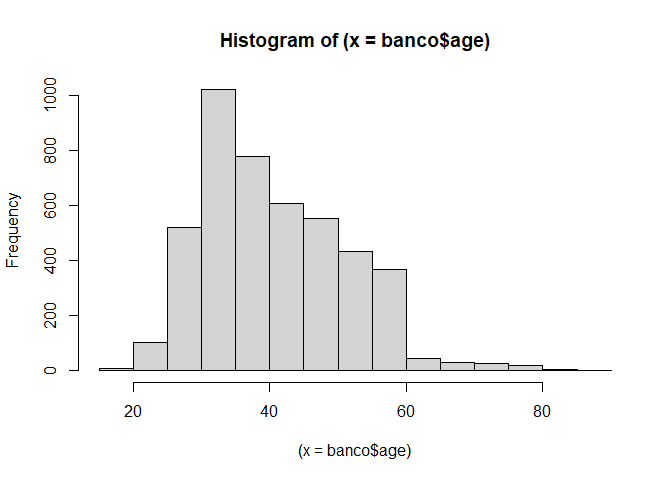 Histogram of (x = banco$age)
Frequency
1000
800
600
400
200
0
20 40 60 80
(x = banco$age)